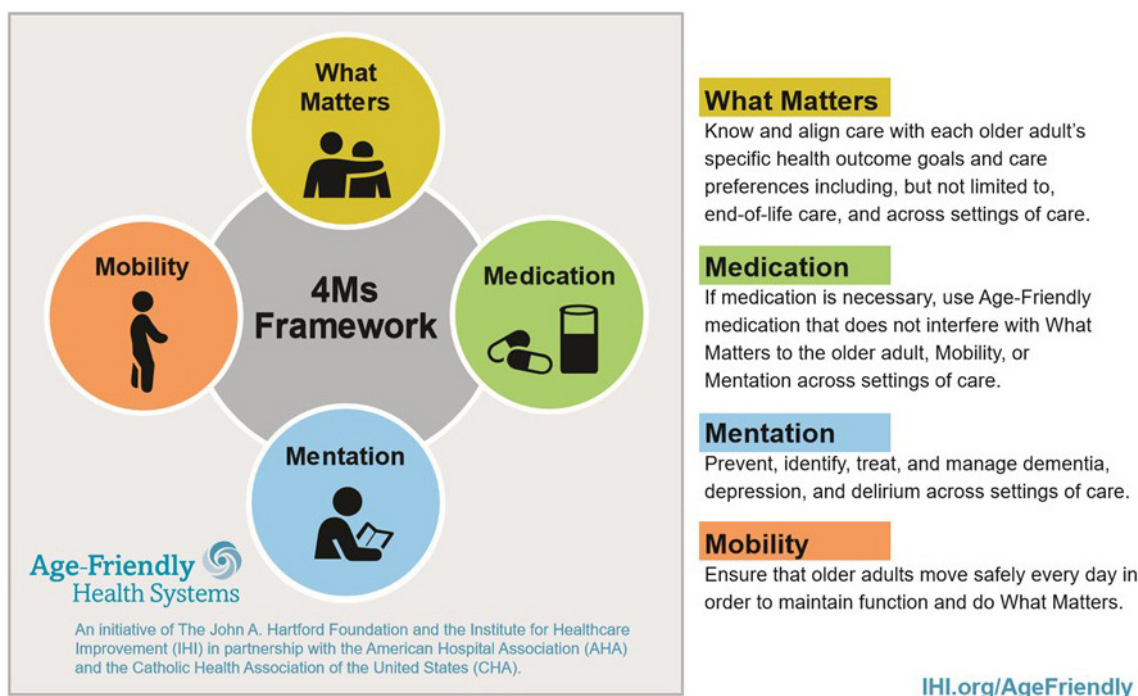 What
Matters
Mobility
4Ms
Framework
Medication
Mentation
Age-Friendly
Health Systems
An initiative of The John A. Hartford Foundation and the Institute for Healthcare
Improvement (IHI) in partnership with the American Hospital Association (AHA)
and the Catholic Health Association of the United States (CHA).
What Matters
Know and align care with each older adult's
specific health outcome goals and care
preferences including, but not limited to,
end-of-life care, and across settings of care.
Medication
If medication is necessary, use Age-Friendly
medication that does not interfere with What
Matters to the older adult, Mobility, or
Mentation across settings of care.
Mentation
Prevent, identify, treat, and manage dementia,
depression, and delirium across settings of care.
Mobility
Ensure that older adults move safely every day in
order to maintain function and do What Matters.
IHI.org/AgeFriendly